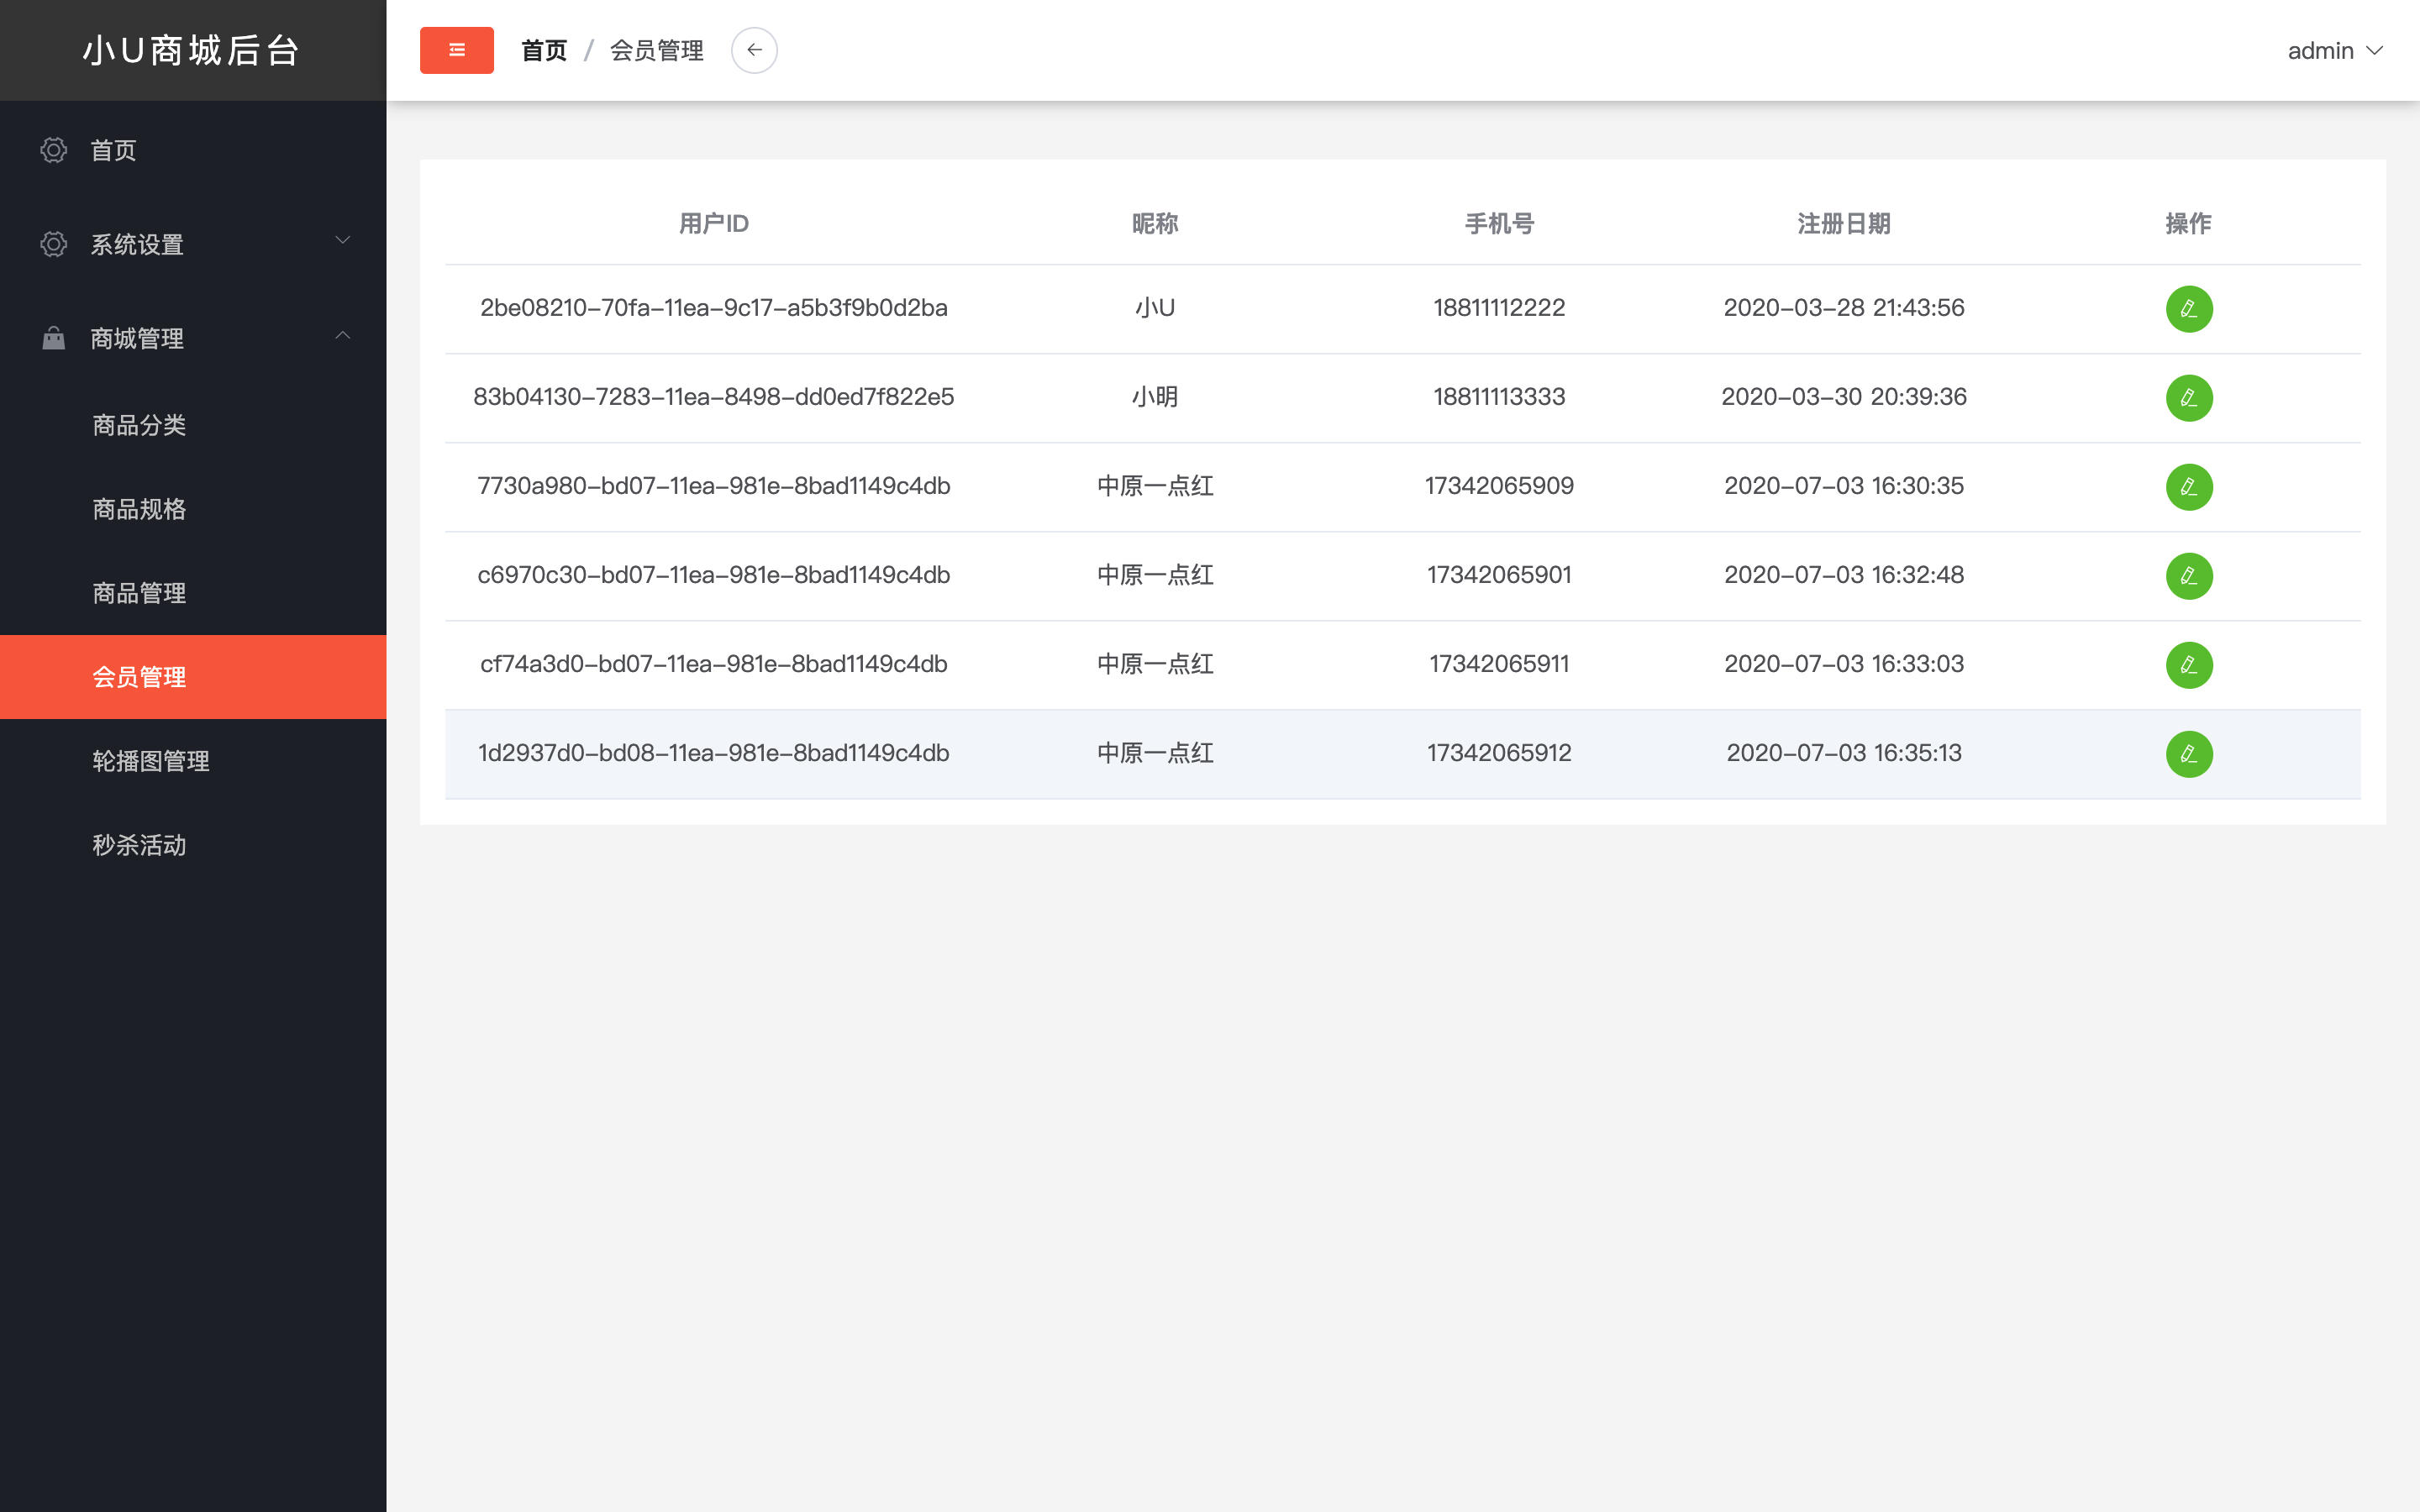 小U商城后台
首页
系统设置
商城管理
商品分类
商品规格
商品管理
会员管理
轮播图管理
秒杀活动
首页 / 会员管理
admin
用户ID 昵称 手机号 注册日期 操作
2be08210-70fa-11ea-9c17-a5b3f9b0d2ba 小U 18811112222 2020-03-28 21:43:56
83b04130-7283-11ea-8498-dd0ed7f822e5 小明 18811113333 2020-03-30 20:39:36
7730a980-bd07-11ea-981e-8bad1149c4db 中原一点红 17342065909 2020-07-03 16:30:35
c6970c30-bd07-11ea-981e-8bad1149c4db 中原一点红 17342065901 2020-07-03 16:32:48
cf74a3d0-bd07-11ea-981e-8bad1149c4db 中原一点红 17342065911 2020-07-03 16:33:03
1d2937d0-bd08-11ea-981e-8bad1149c4db 中原一点红 17342065912 2020-07-03 16:35:13